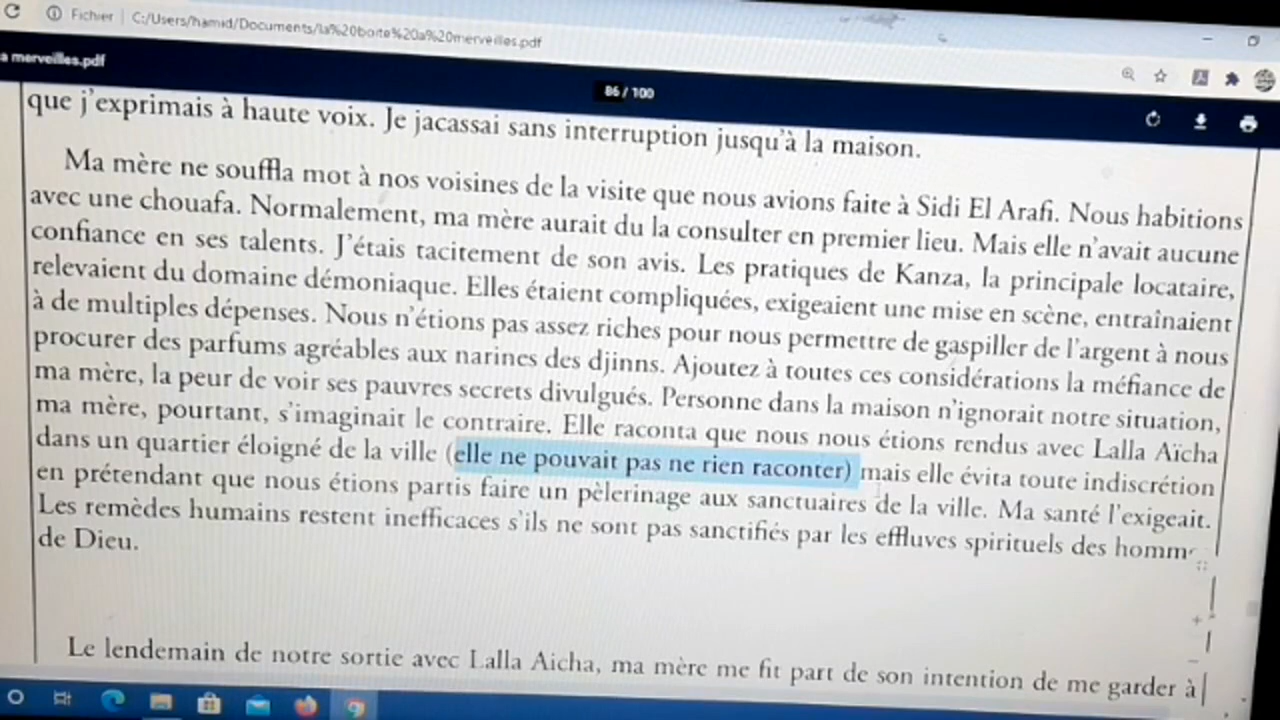 Fichier C:/Users/hamid/Documents/la%20boite%20a%20merveilles.pdf
a merveilles.pdf
86 / 100
que j'exprimais à haute voix. Je jacassai sans interruption jusqu'à la maison.
Ma mère ne souffla mot à nos voisines de la visite que nous avions faite à Sidi El Arafi. Nous habitions
avec une chouafa. Normalement, ma mère aurait du la consulter en premier lieu. Mais elle n'avait aucune
confiance en ses talents. J'étais tacitement de son avis. Les pratiques de Kanza, la principale locataire,
relevaient du domaine démoniaque. Elles étaient compliquées, exigeaient une mise en scène, entraînaient
à de multiples dépenses. Nous n'étions pas assez riches pour nous permettre de gaspiller de l'argent à nous
procurer des parfums agréables aux narines des djinns. Ajoutez à toutes ces considérations la méfiance de
ma mère, la peur de voir ses pauvres secrets divulgués. Personne dans la maison n'ignorait notre situation,
ma mère, pourtant, s'imaginait le contraire. Elle raconta que nous nous étions rendus avec Lalla Aïcha
dans un quartier éloigné de la ville (elle ne pouvait pas ne rien raconter) mais elle évita toute indiscrétion
en prétendant que nous étions partis faire un pèlerinage aux sanctuaires de la ville. Ma santé l'exigeait.
Les remèdes humains restent inefficaces s'ils ne sont pas sanctifiés par les effluves spirituels des homm
de Dieu.
Le lendemain de notre sortie avec Lalla Aicha, ma mère me fit part de son intention de me garder à